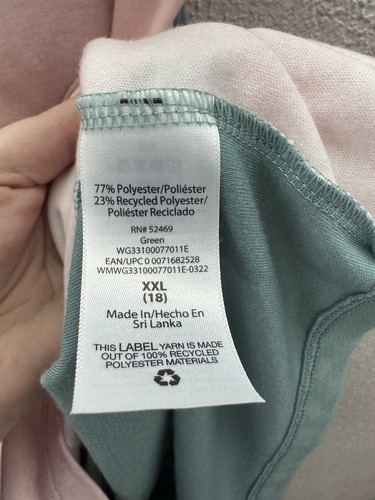 77% Polyester/Poliéster
23% Recycled Polyester/
Poliéster Reciclado
RN# 52469
Green
WG33100077011E
EAN/UPC 0 0071682528
WMWG33100077011E-0322
XXL
(18)
Made In/Hecho En
Sri Lanka
THIS LABEL YARN IS MADE
OUT OF 100% RECYCLED
POLYESTER MATERIALS